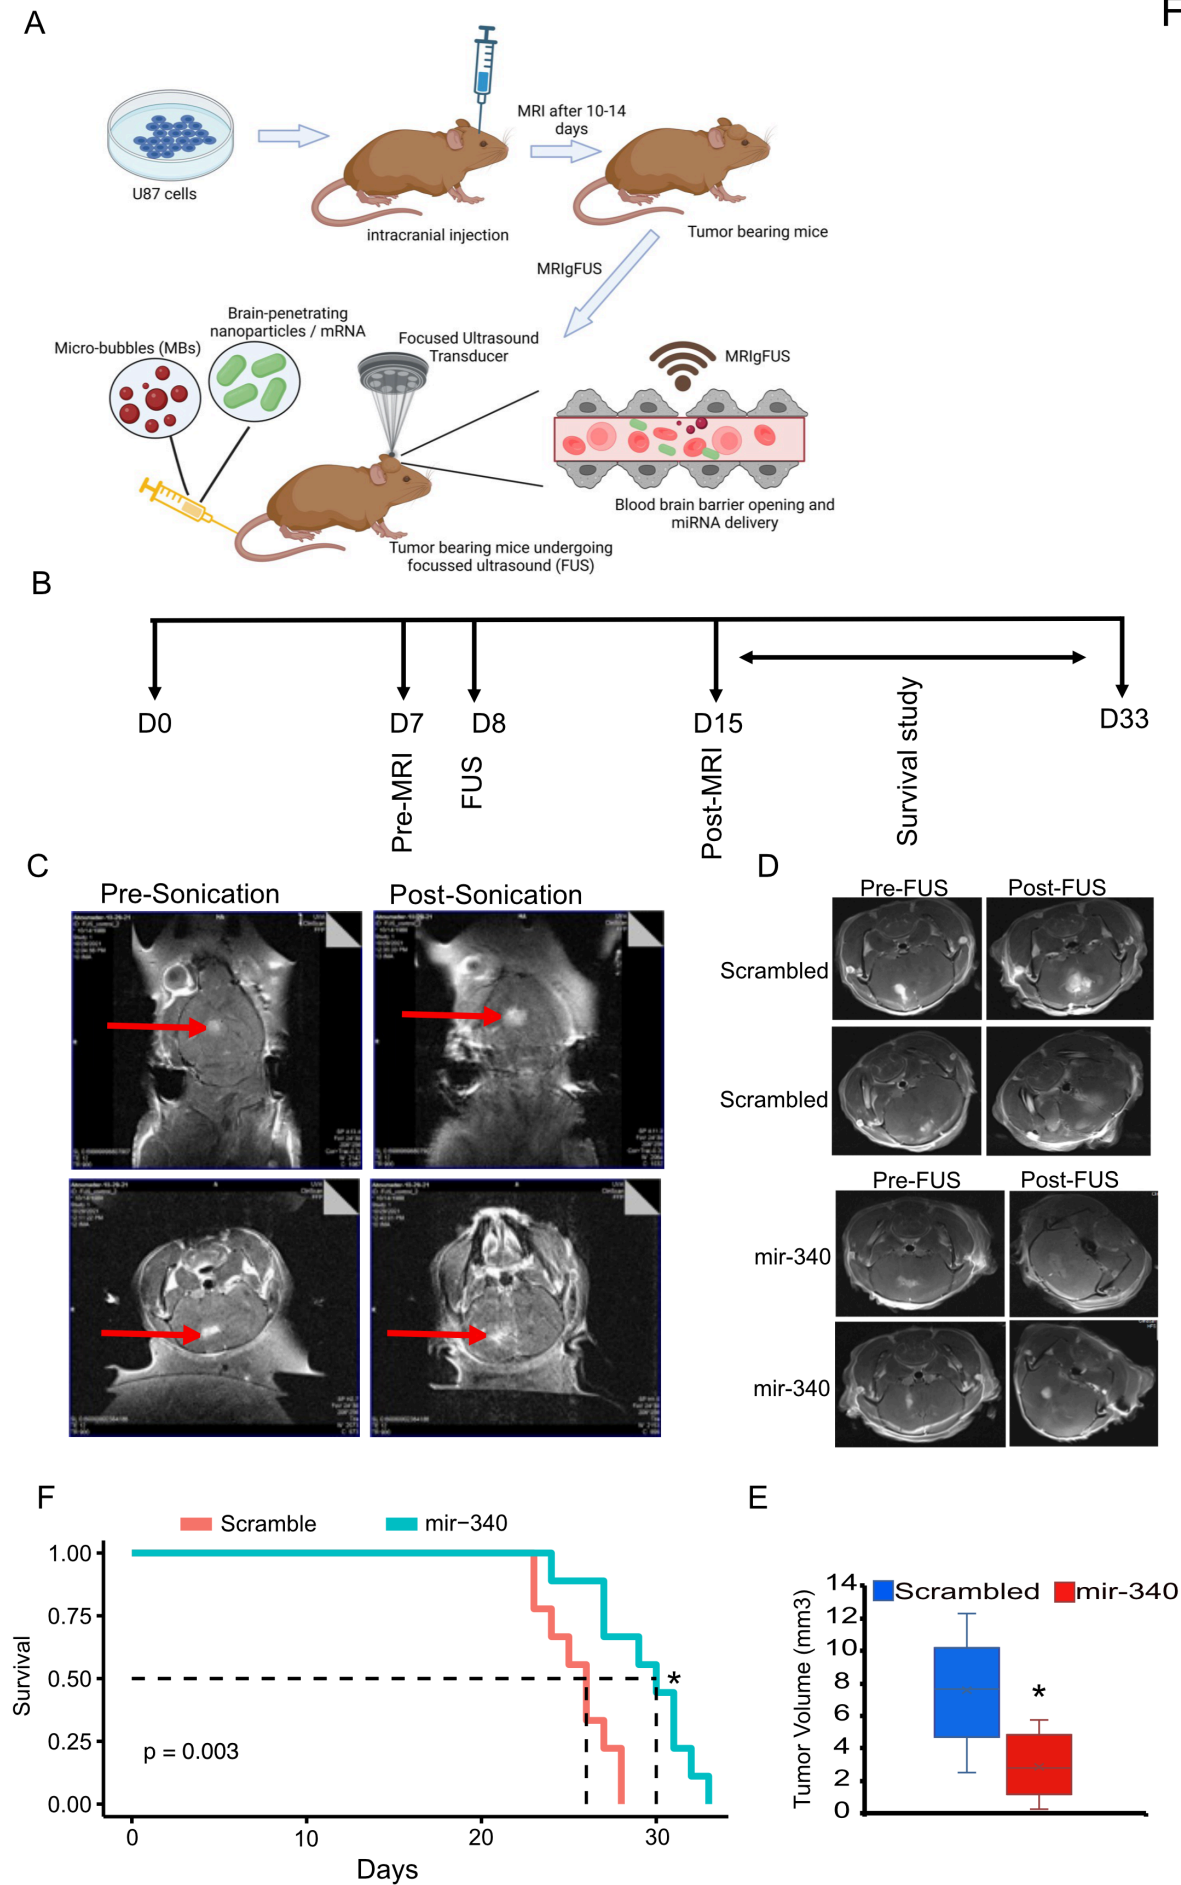 A
F
U87 cells
intracranial injection
MRI after 10-14
days
Tumor bearing mice
MRIgFUS
Micro-bubbles (MBs)
Brain-penetrating
nanoparticles / mRNA
Focused Ultrasound
Transducer
MRIgFUS
Tumor bearing mice undergoing
focussed ultrasound (FUS)
Blood brain barrier opening and
miRNA delivery
B
D0
D7
D8
D15
D33
Pre-MRI
FUS
Post-MRI
Survival study
C
Pre-Sonication
Post-Sonication
D
Pre-FUS
Post-FUS
Scrambled
Scrambled
Pre-FUS
Post-FUS
mir-340
mir-340
F
Scramble
mir−340
1.00
0.75
0.50
0.25
0.00
Survival
*
p = 0.003
0
10
20
30
Days
E
Scrambled
mir-340
14
12
10
8
6
4
2
0
Tumor Volume (mm3)
*